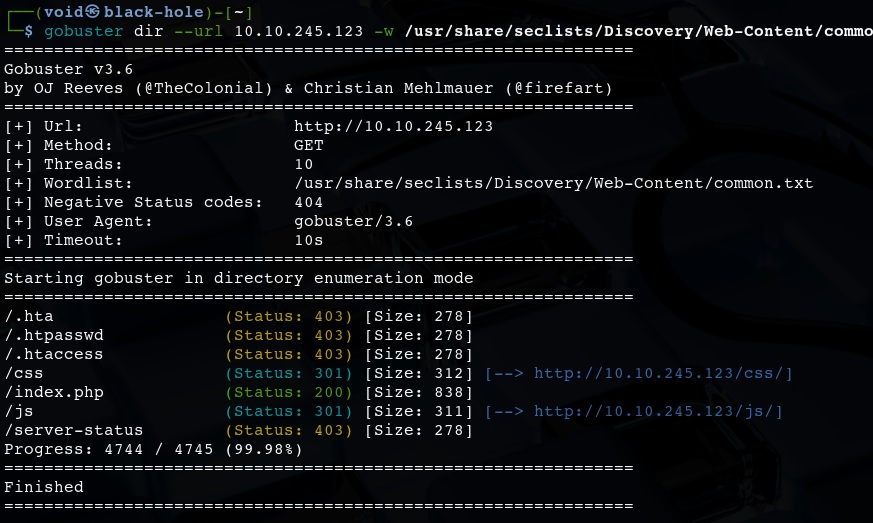 ┌──(void㉿black-hole)-[~]
└─$ gobuster dir --url 10.10.245.123 -w /usr/share/seclists/Discovery/Web-Content/commo
===============================================================
Gobuster v3.6
by OJ Reeves (@TheColonial) & Christian Mehlmauer (@firefart)
===============================================================
[+] Url:                     http://10.10.245.123
[+] Method:                  GET
[+] Threads:                 10
[+] Wordlist:                /usr/share/seclists/Discovery/Web-Content/common.txt
[+] Negative Status codes:   404
[+] User Agent:              gobuster/3.6
[+] Timeout:                 10s
===============================================================
Starting gobuster in directory enumeration mode
===============================================================
/.hta                 (Status: 403) [Size: 278]
/.htpasswd            (Status: 403) [Size: 278]
/.htaccess            (Status: 403) [Size: 278]
/css                  (Status: 301) [Size: 312] [--> http://10.10.245.123/css/]
/index.php            (Status: 200) [Size: 838]
/js                   (Status: 301) [Size: 311] [--> http://10.10.245.123/js/]
/server-status        (Status: 403) [Size: 278]
Progress: 4744 / 4745 (99.98%)
===============================================================
Finished
===============================================================